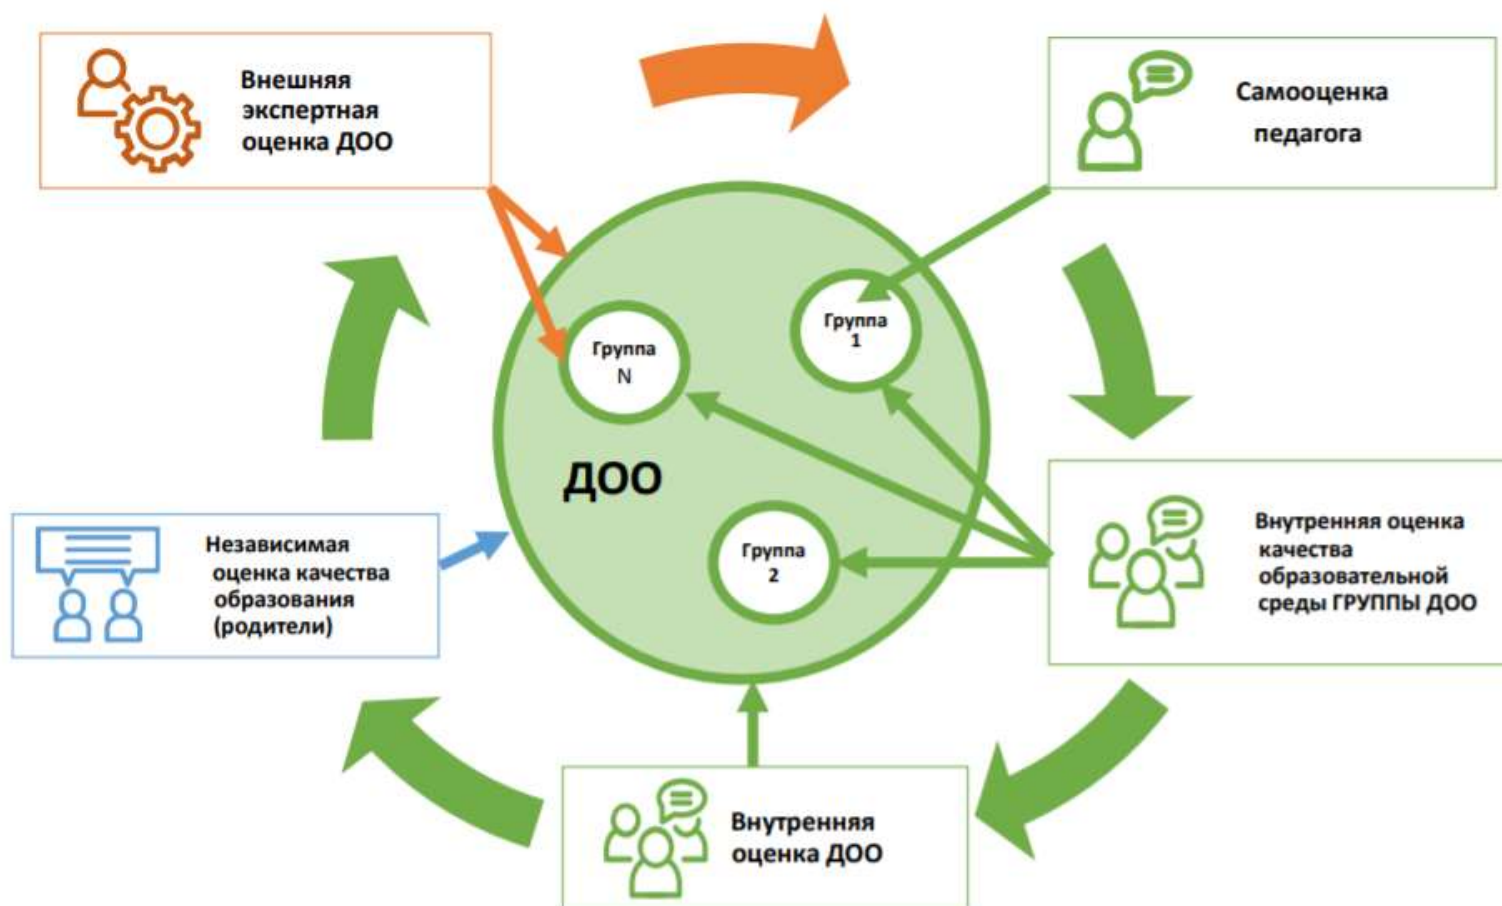 Внешняя
экспертная
оценка ДОО
Самооценка
педагога
Группа
1
Группа
N
ДОО
Группа
2
Независимая
оценка качества
образования
(родители)
Внутренняя оценка
качества
образовательной
среды ГРУППЫ ДОО
Внутренняя
оценка ДОО